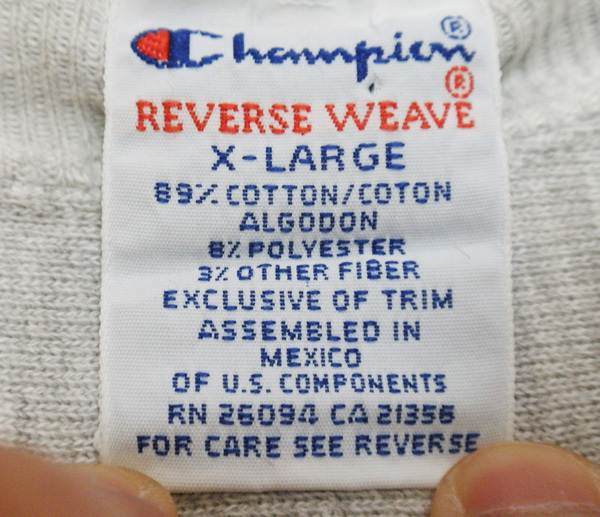 Champion®
®
REVERSE WEAVE
X-LARGE
89% COTTON/COTON
ALGODON
8% POLYESTER
3% OTHER FIBER
EXCLUSIVE OF TRIM
ASSEMBLED IN
MEXICO
OF U.S. COMPONENTS
RN 26094 CA 21356
FOR CARE SEE REVERSE